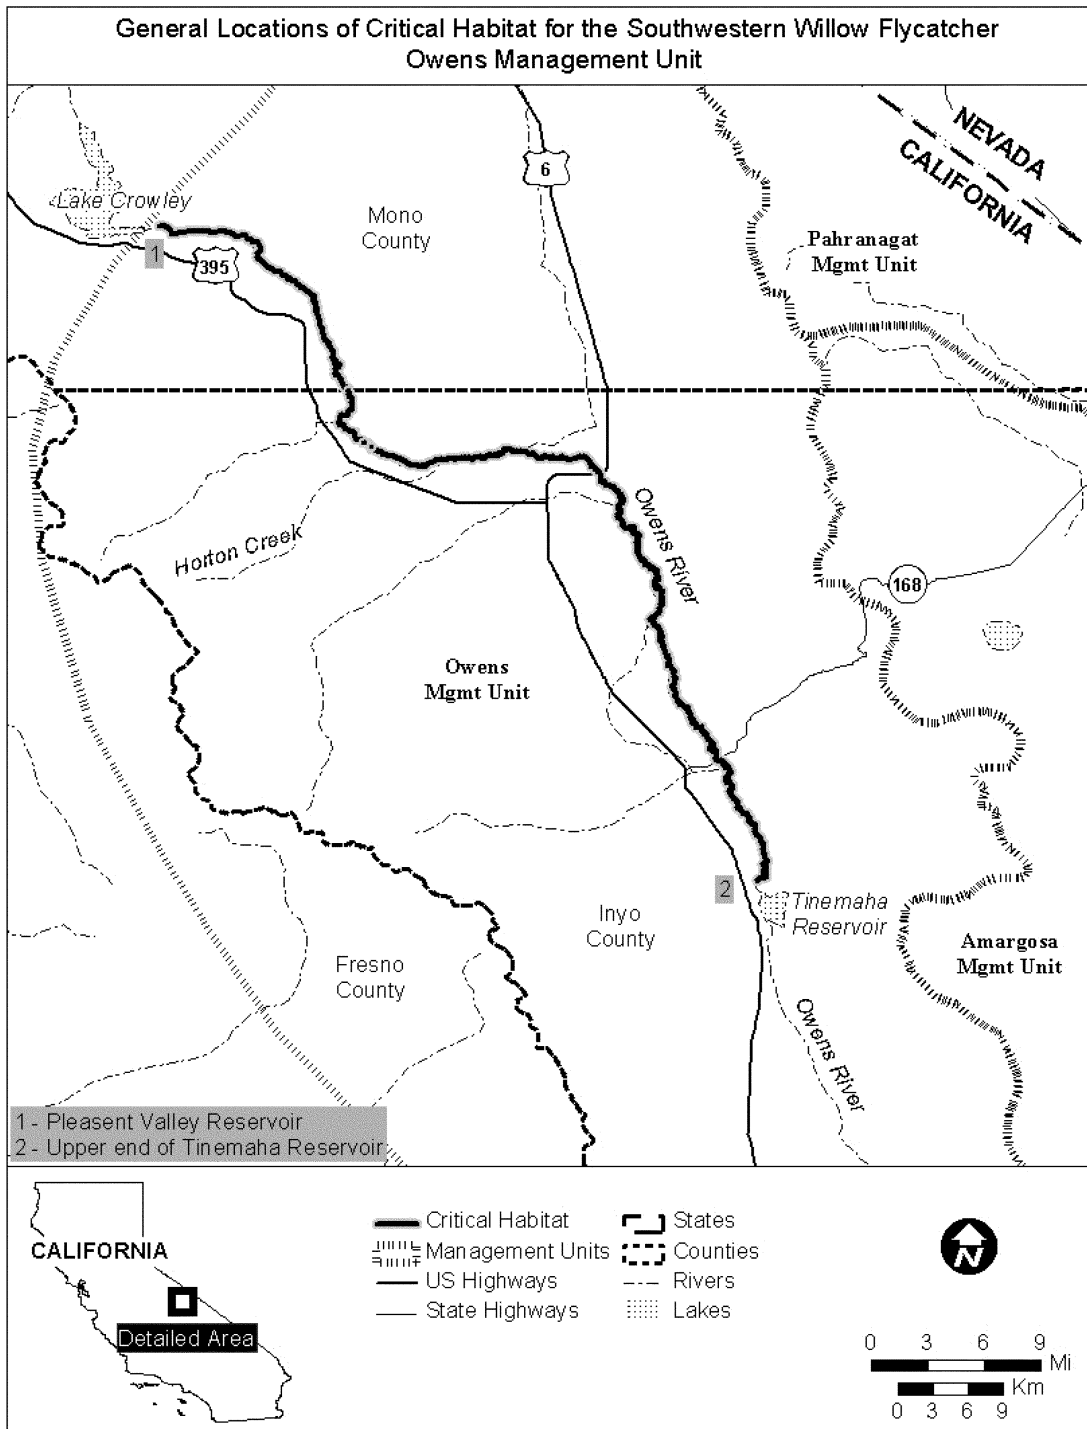 General Locations of Critical Habitat for the Southwestern Willow Flycatcher
Owens Management Unit
NEVADA
CALIFORNIA
6
Lake Crowley
Mono
County
1
395
Pahranagat
Mgmt Unit
Owens River
Horton Creek
168
Owens
Mgmt Unit
2
Tinemaha
Reservoir
Inyo
County
Amargosa
Mgmt Unit
Fresno
County
Owens River
1 - Pleasent Valley Reservoir
2 - Upper end of Tinemaha Reservoir
CALIFORNIA
Detailed Area
Critical Habitat
Management Units
US Highways
State Highways
States
Counties
Rivers
Lakes
N
0 3 6 9
Mi
Km
0 3 6 9